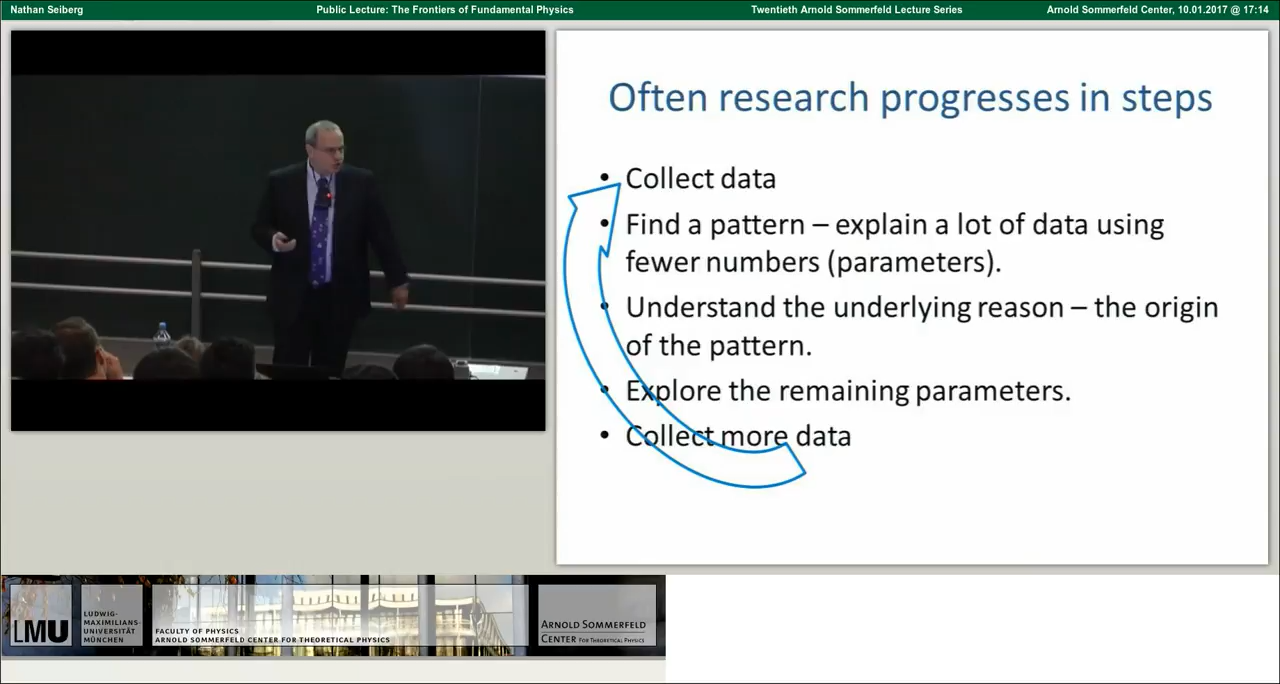 Nathan Seiberg
Public Lecture: The Frontiers of Fundamental Physics
Twentieth Arnold Sommerfeld Lecture Series
Arnold Sommerfeld Center, 10.01.2017 @ 17:14
Often research progresses in steps
• Collect data
• Find a pattern – explain a lot of data using
fewer numbers (parameters).
• Understand the underlying reason – the origin
of the pattern.
• Explore the remaining parameters.
• Collect more data
LMU
LUDWIG-
MAXIMILIANS-
UNIVERSITÄT
MÜNCHEN
FACULTY OF PHYSICS
ARNOLD SOMMERFELD CENTER FOR THEORETICAL PHYSICS
ARNOLD SOMMERFELD
CENTER FOR THEORETICAL PHYSICS